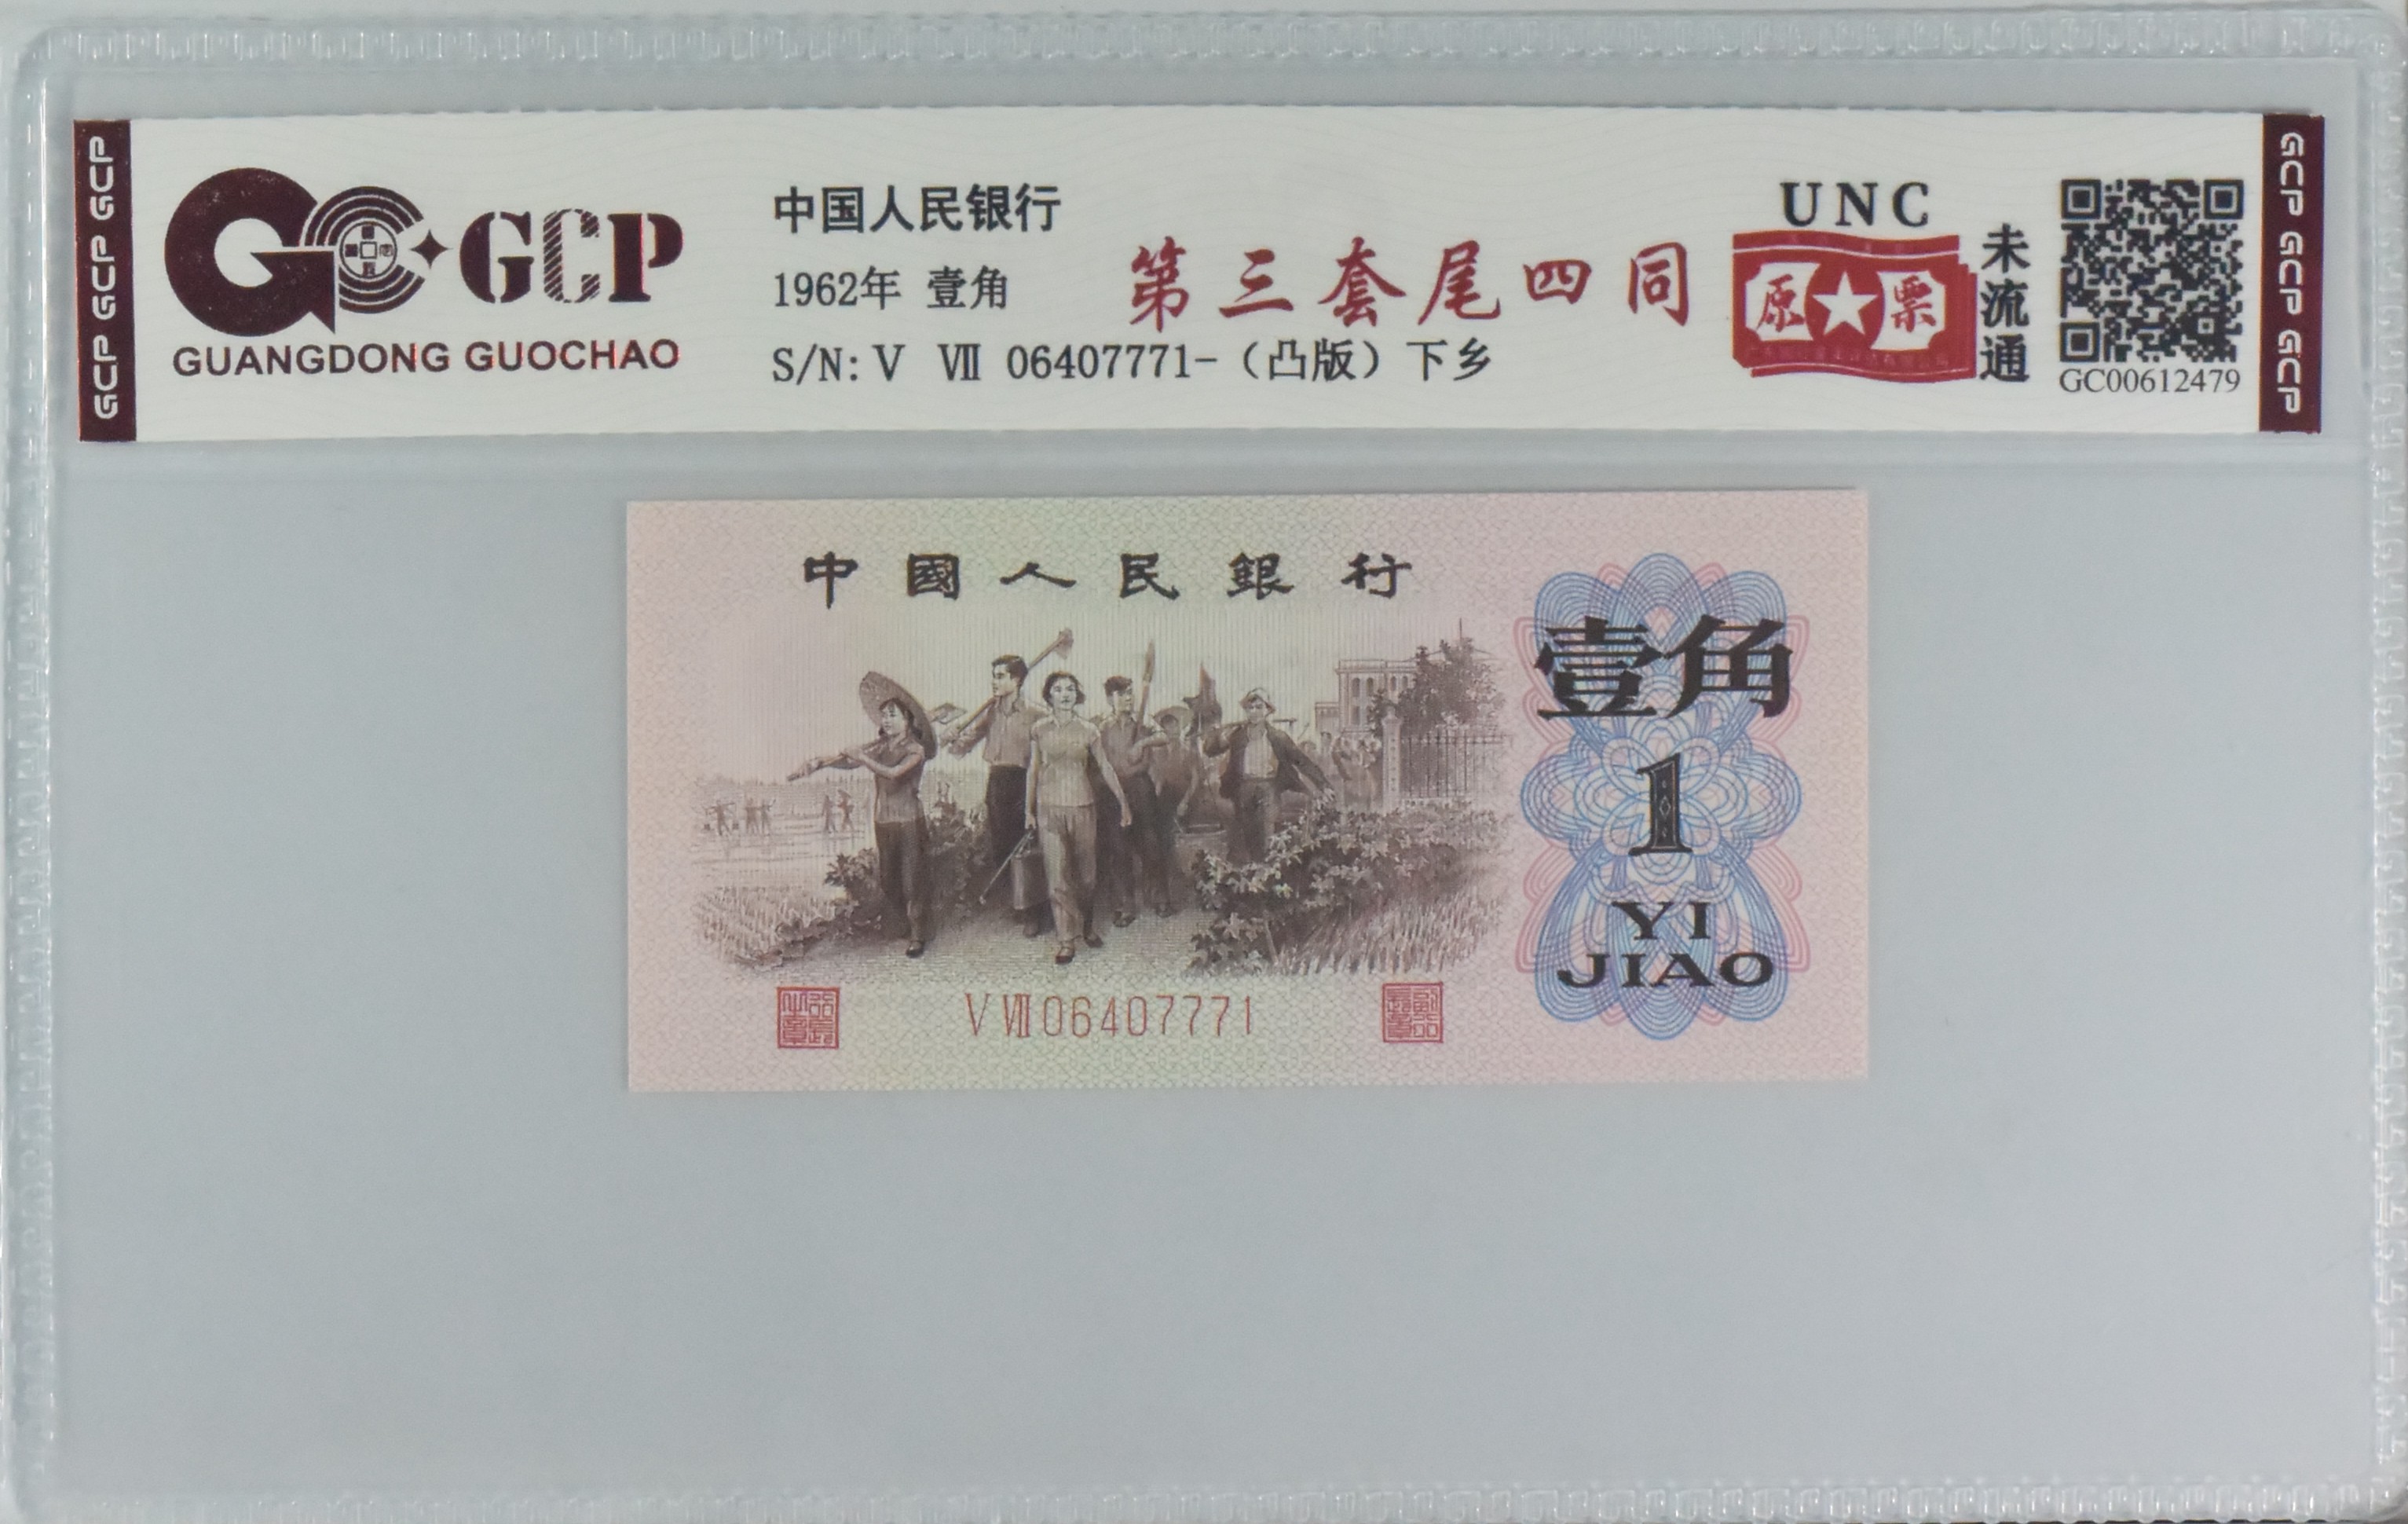 GCP GCP GCP
GCP
GUANGDONG GUOCHAO
中国人民银行
1962年 壹角
S/N: V Ⅶ 06407771-（凸版）下乡
第三套尾四同
UNC
原★票
未流通
GC00612479
GCP GCP GCP
中國人民銀行
壹角
1
YI
JIAO
V Ⅶ 06407771